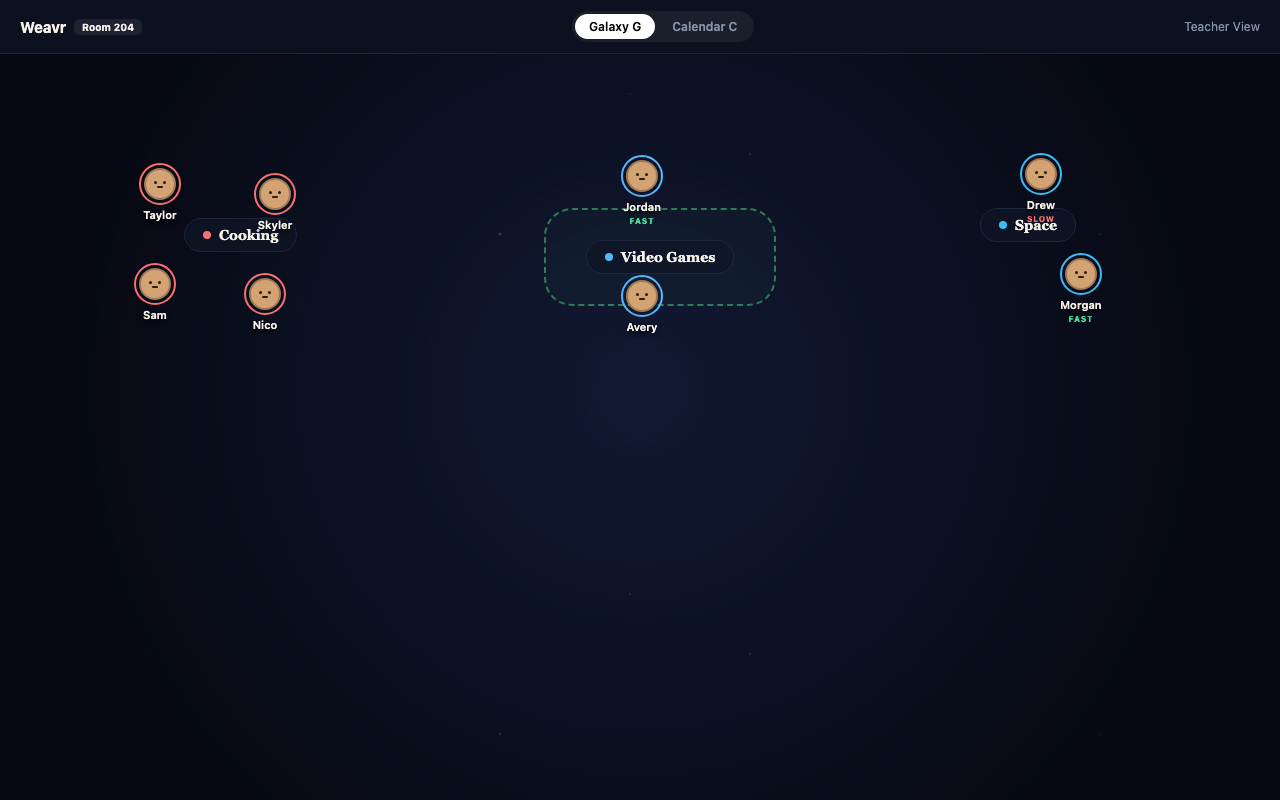 Weavr Room 204
Galaxy G
Calendar C
Teacher View
Taylor
Skyler
Cooking
Sam
Nico
Jordan
FAST
Video Games
Avery
Drew
SLOW
Space
Morgan
FAST